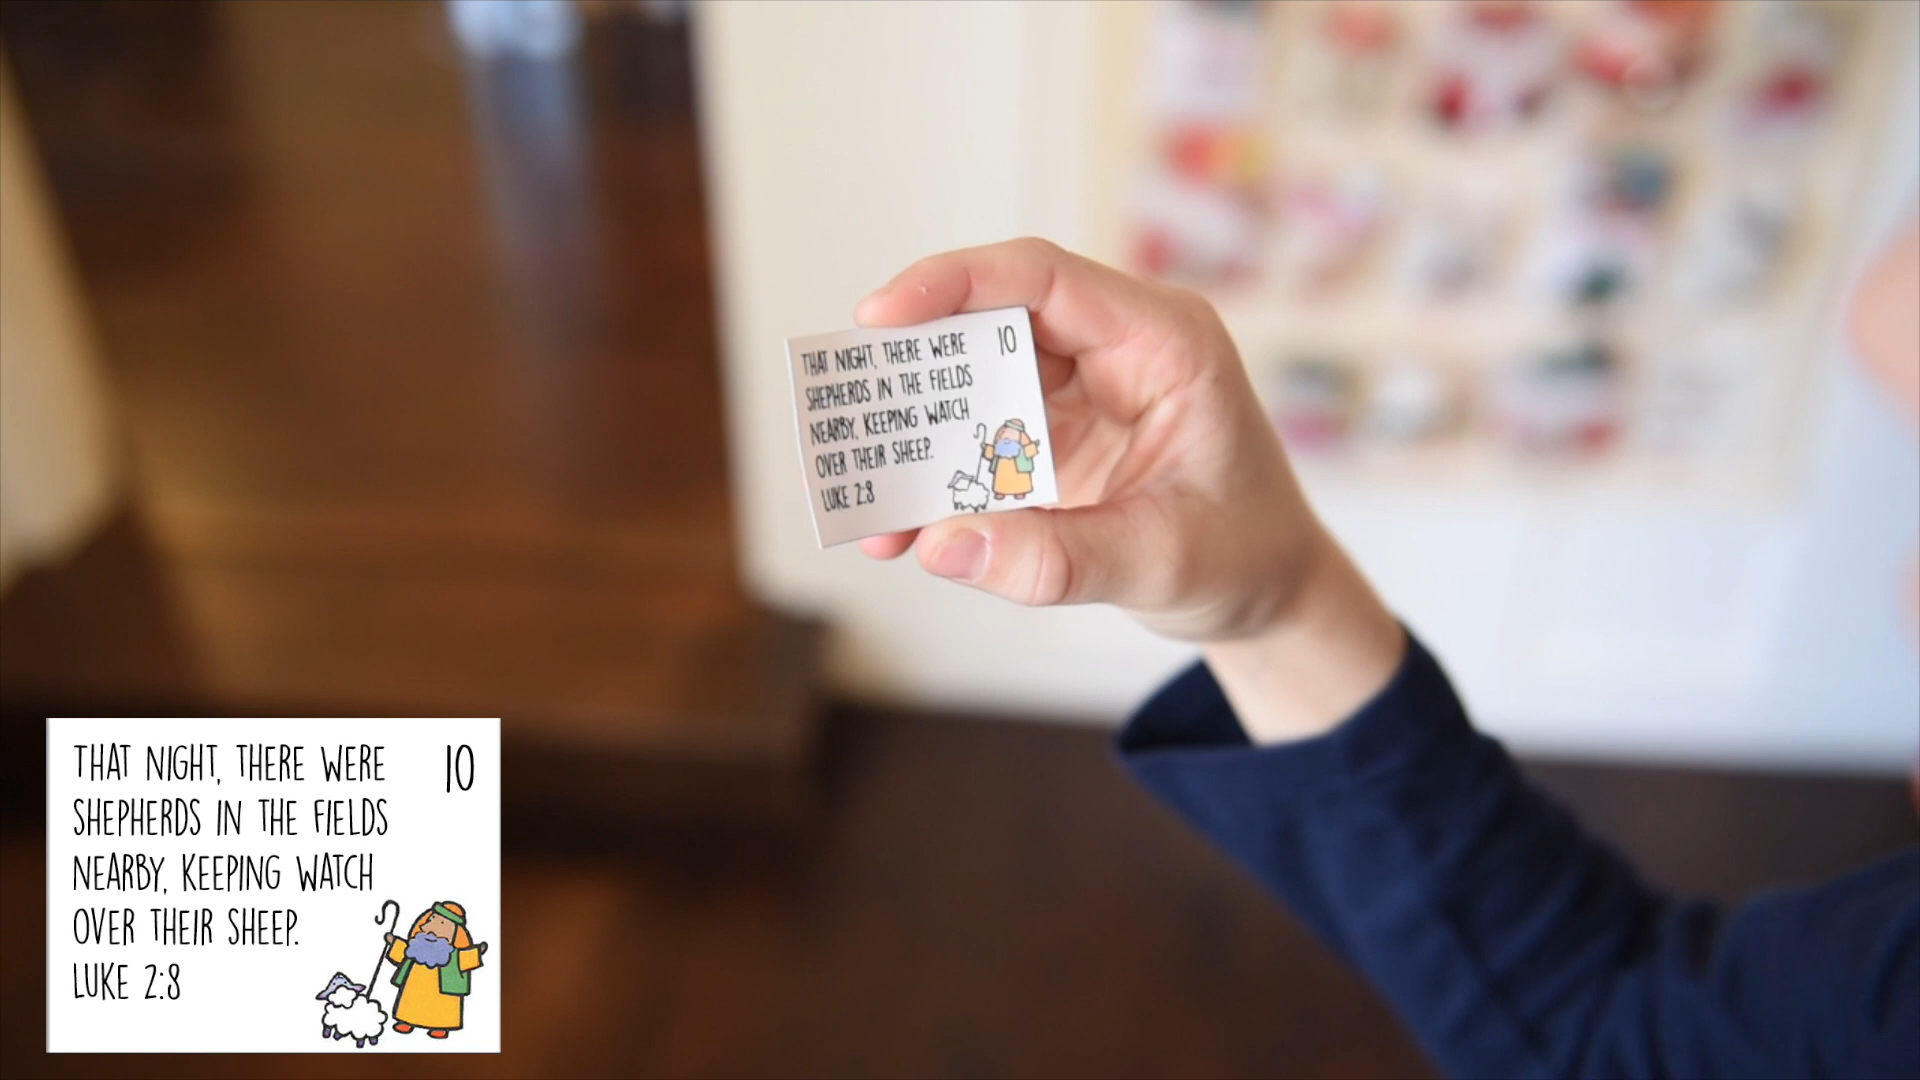 THAT NIGHT, THERE WERE
SHEPHERDS IN THE FIELDS
NEARBY, KEEPING WATCH
OVER THEIR SHEEP.
LUKE 2:8
10
THAT NIGHT, THERE WERE
SHEPHERDS IN THE FIELDS
NEARBY, KEEPING WATCH
OVER THEIR SHEEP.
LUKE 2:8
10